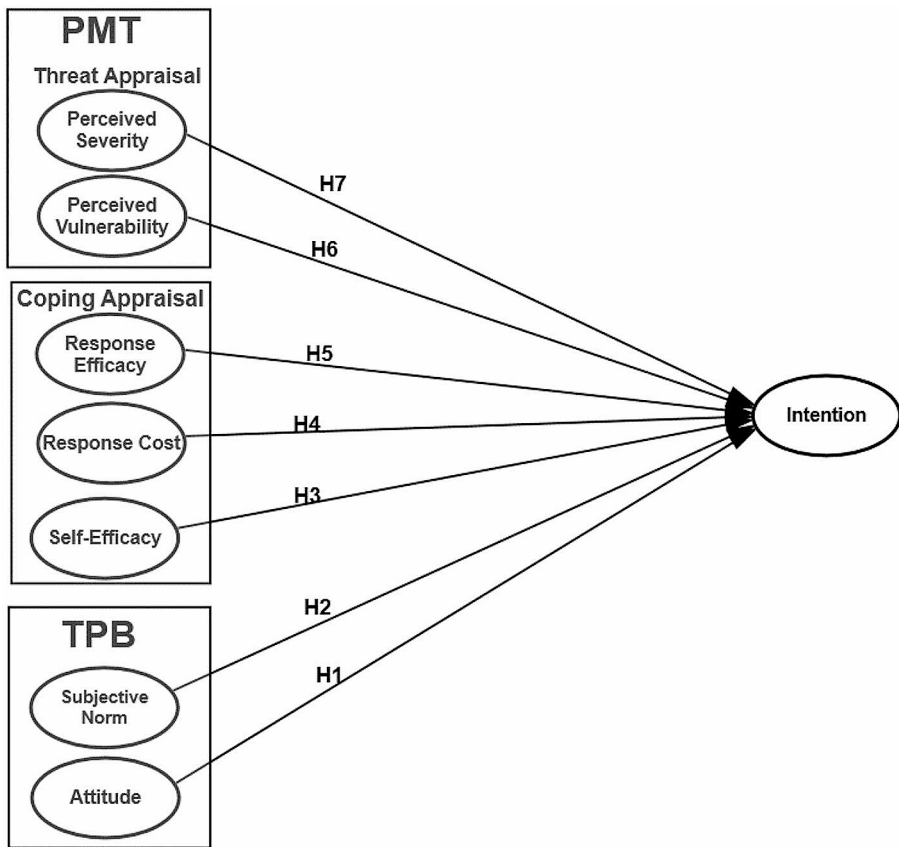 PMT
Threat Appraisal
Perceived
Severity
Perceived
Vulnerability
Coping Appraisal
Response
Efficacy
Response Cost
Self-Efficacy
TPB
Subjective
Norm
Attitude
H7
H6
H5
H4
H3
H2
H1
Intention